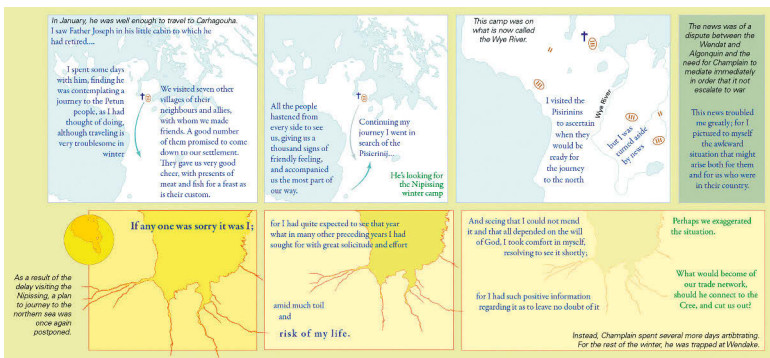 In January, he was well enough to travel to Carhagouha.
I saw Father Joseph in his little cabin to which he
had retired....
I spent some days
with him, finding he
was contemplating a
journey to the Petun
people, as I had
thought of doing,
although traveling is
very troublesome in
winter
We visited seven other
villages of their
neighbours and allies,
with whom we made
friends. A good number
of them promised to come
down to our settlement.
They gave us very good
cheer, with presents of
meat and fish for a feast as
is their custom.
All the people
hastened from
every side to see
us, giving us a
thousand signs of
friendly feeling,
and accompanied
us the most part of
our way.
Continuing my
journey I went in
search of the
Pisierinij...
He's looking for
the Nipissing
winter camp
This camp was on
what is now called
the Wye River.
I visited the
Pisirinins
to ascertain
when they
would be
ready for
the journey
to the north
Wye River
but I was
turned aside
by news
The news was of a
dispute between the
Wendat and
Algonquin and the
need for Champlain to
mediate immediately
in order that it not
escalate to war
This news troubled
me greatly; for I
pictured to myself
the awkward
situation that might
arise both for them
and for us who were
in their country.
As a result of the
delay visiting the
Nipissing, a plan
to journey to the
northern sea was
once again
postponed.
If any one was sorry it was I;
for I had quite expected to see that year
what in many other preceding years I had
sought for with great solicitude and effort
amid much toil
and
risk of my life.
And seeing that I could not mend
it and that all depended on the will
of God, I took comfort in myself,
resolving to see it shortly;
for I had such positive information
regarding it as to leave no doubt of it
Perhaps we exaggerated
the situation.
What would become of
our trade network,
should he connect to the
Cree, and cut us out?
Instead, Champlain spent several more days artibtrating.
For the rest of the winter, he was trapped at Wendake.